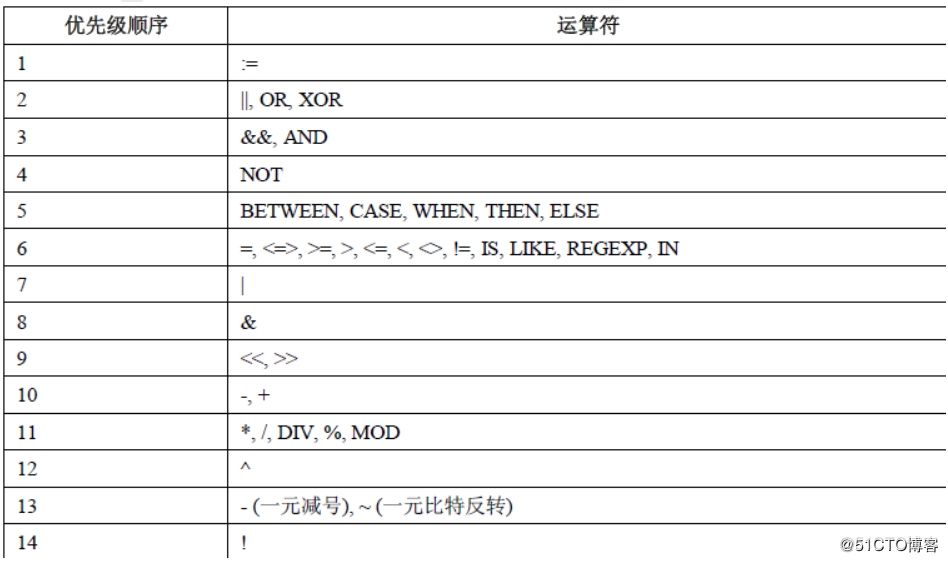 优先级顺序 运算符
1 :=
2 ||, OR, XOR
3 &&, AND
4 NOT
5 BETWEEN, CASE, WHEN, THEN, ELSE
6 =, <=>, >=, >, <=, <, <>, !=, IS, LIKE, REGEXP, IN
7 |
8 &
9 <<, >>
10 -, +
11 *, /, DIV, %, MOD
12 ^
13 - (一元减号), ~ (一元比特反转)
14 !
@51CTO博客